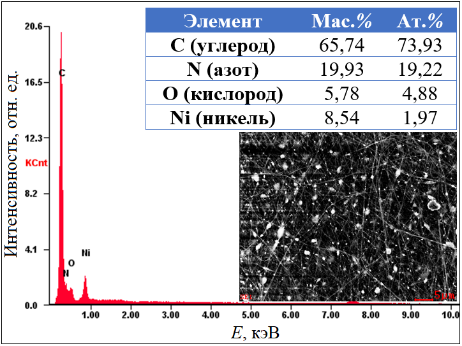 Элемент Мас.% Ат.%
C (углерод) 65,74 73,93
N (азот) 19,93 19,22
O (кислород) 5,78 4,88
Ni (никель) 8,54 1,97
Интенсивность, отн. ед.
20.6
16.5
12.3
KCnt
8.2
4.1
0.0
C
N
O
Ni
1.00 2.00 3.00 4.00 5.00 6.00 7.00 8.00 9.00 10.0
E, кэВ